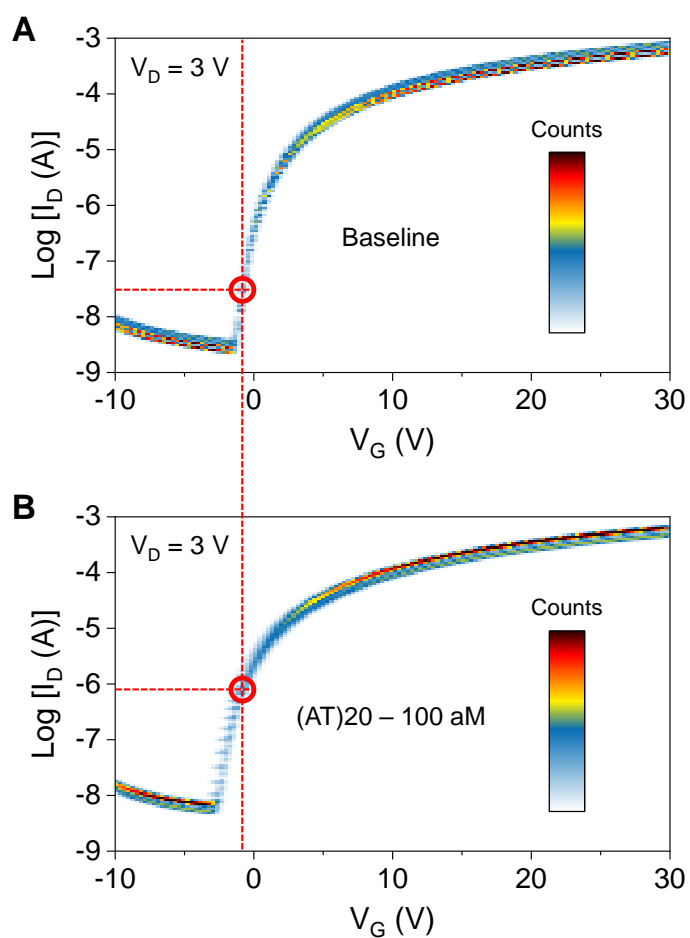 A
V_D = 3 V
Log [I_D (A)]
-3
-4
-5
-6
-7
-8
-9
Counts
Baseline
-10
0
10
20
30
V_G (V)
B
V_D = 3 V
Log [I_D (A)]
-3
-4
-5
-6
-7
-8
-9
Counts
(AT)20 – 100 aM
-10
0
10
20
30
V_G (V)